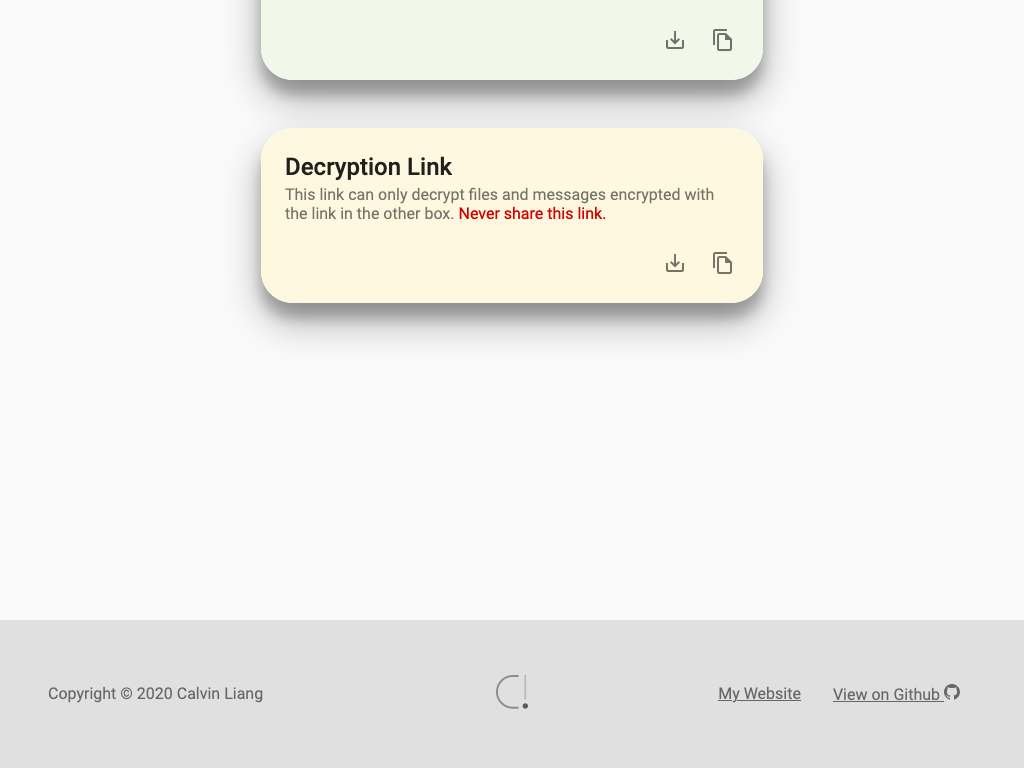 Decryption Link
This link can only decrypt files and messages encrypted with
the link in the other box. Never share this link.
Copyright © 2020 Calvin Liang
My Website
View on Github